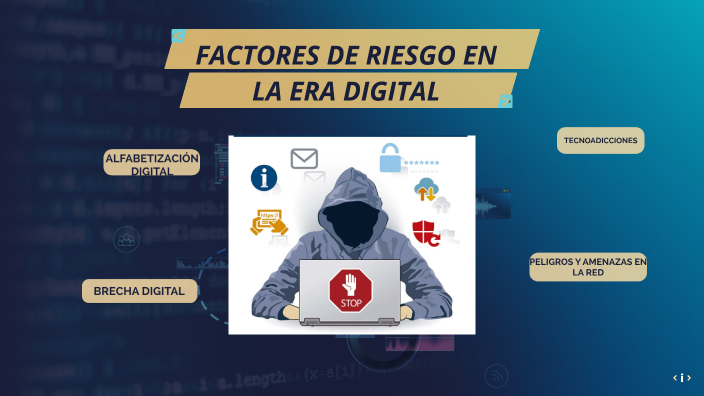 FACTORES DE RIESGO EN
LA ERA DIGITAL
ALFABETIZACIÓN
DIGITAL
TECNOADICCIONES
https://
STOP
BRECHA DIGITAL
PELIGROS Y AMENAZAS EN
LA RED
a.length
(x=a[i])